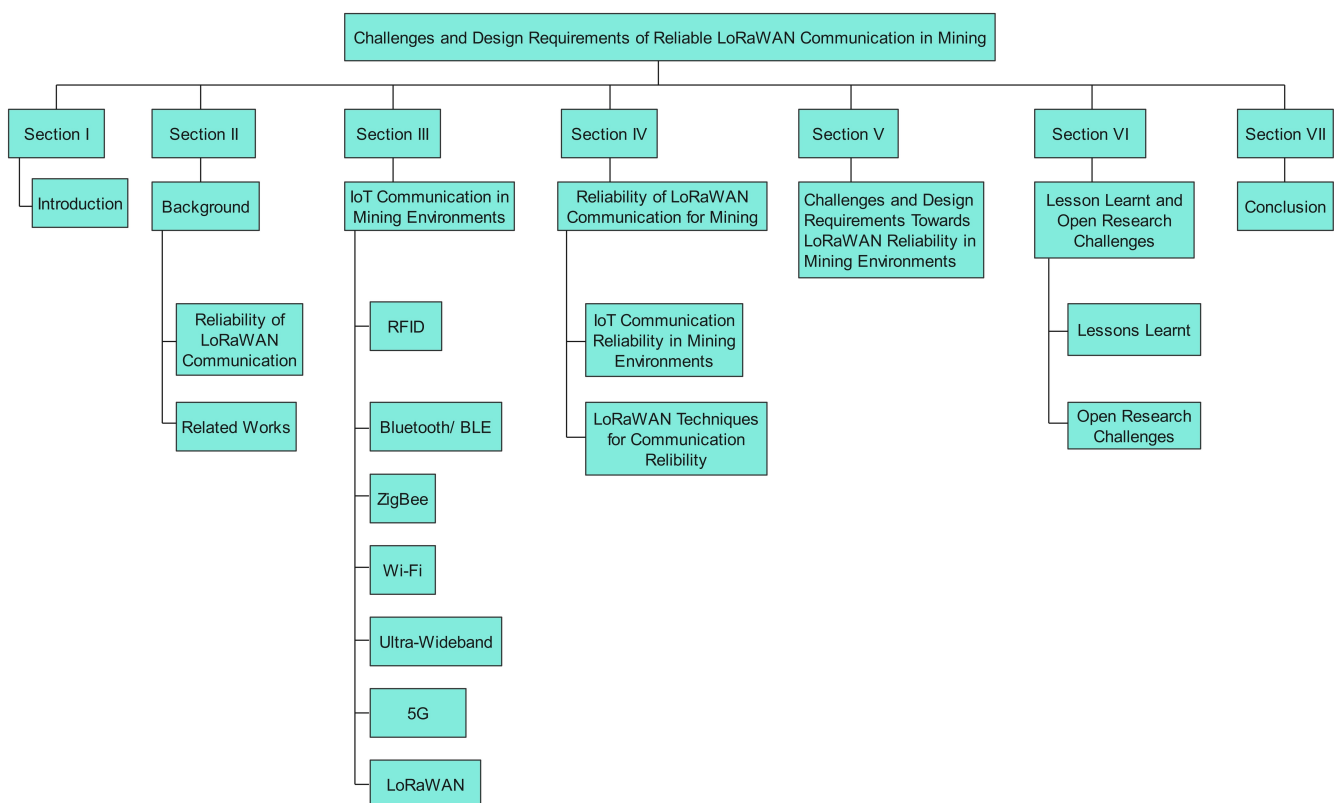 Challenges and Design Requirements of Reliable LoRaWAN Communication in Mining
Section I
Section II
Section III
Section IV
Section V
Section VI
Section VII
Introduction
Background
IoT Communication in
Mining Environments
Reliability of LoRaWAN
Communication for Mining
Challenges and Design
Requirements Towards
LoRaWAN Reliability in
Mining Environments
Lesson Learnt and
Open Research
Challenges
Conclusion
Reliability of
LoRaWAN
Communication
Related Works
RFID
Bluetooth/ BLE
ZigBee
Wi-Fi
Ultra-Wideband
5G
LoRaWAN
IoT Communication
Reliability in Mining
Environments
LoRaWAN Techniques
for Communication
Relibility
Lessons Learnt
Open Research
Challenges